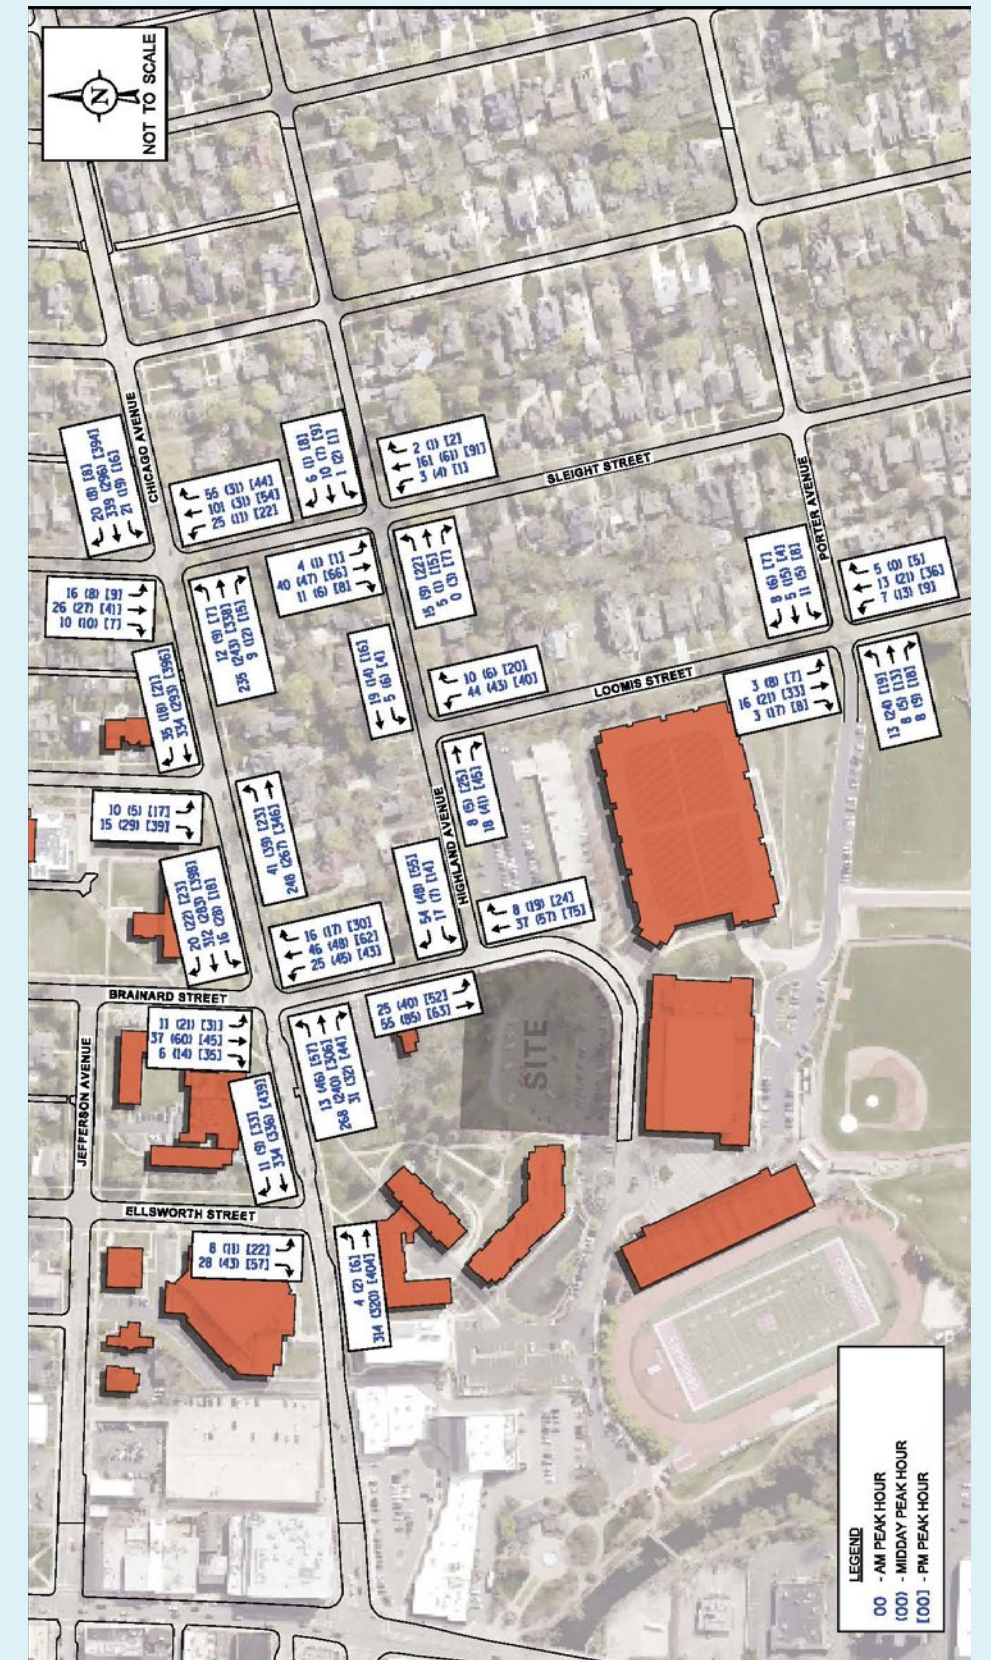 N
NOT TO SCALE
20 (8) [8]
339 (296) [394]
21 (19) [16]
CHICAGO AVENUE
55 (31) [44]
101 (31) [54]
25 (11) [22]
6 (1) [8]
10 (7) [9]
1 (2) [1]
2 (1) [2]
161 (61) [91]
3 (4) [1]
SLEIGHT STREET
16 (8) [9]
26 (27) [41]
10 (10) [7]
12 (9) [7]
235 (243) [338]
9 (12) [15]
4 (1) [1]
40 (47) [66]
11 (6) [8]
15 (9) [22]
5 (1) [15]
0 (3) [7]
PORTER AVENUE
8 (6) [7]
5 (15) [4]
11 (5) [8]
5 (0) [5]
13 (21) [36]
7 (13) [9]
35 (18) [21]
334 (293) [396]
19 (14) [16]
5 (6) [4]
10 (6) [20]
44 (43) [40]
LOOMIS STREET
3 (8) [7]
16 (21) [33]
3 (17) [8]
13 (24) [19]
8 (5) [13]
8 (9) [18]
10 (5) [17]
15 (29) [39]
41 (39) [23]
248 (267) [346]
HIGHLAND AVENUE
8 (5) [25]
18 (41) [45]
20 (22) [23]
312 (283) [398]
16 (28) [18]
16 (17) [30]
46 (48) [62]
25 (45) [43]
54 (48) [55]
17 (7) [14]
8 (19) [24]
37 (57) [75]
BRAINARD STREET
11 (21) [31]
37 (60) [45]
6 (14) [35]
13 (46) [57]
268 (240) [306]
31 (32) [44]
25 (40) [52]
55 (85) [63]
SITE
JEFFERSON AVENUE
11 (9) [33]
334 (336) [439]
ELLSWORTH STREET
8 (11) [22]
28 (43) [57]
4 (2) [6]
314 (320) [404]
LEGEND
00 - AM PEAK HOUR
(00) - MIDDAY PEAK HOUR
[00] - PM PEAK HOUR